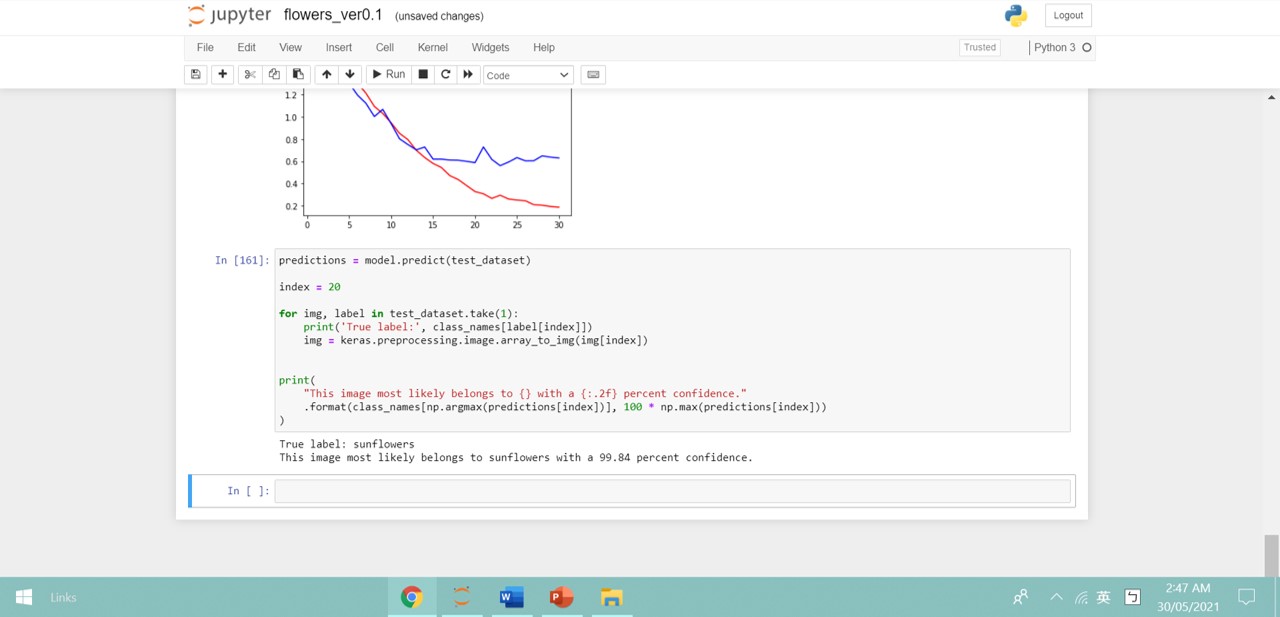 jupyter flowers_ver0.1 (unsaved changes) Logout
File Edit View Insert Cell Kernel Widgets Help Trusted Python 3
Run Code
1.2
1.0
0.8
0.6
0.4
0.2
0 5 10 15 20 25 30
In [161]: predictions = model.predict(test_dataset)
index = 20
for img, label in test_dataset.take(1):
print('True label:', class_names[label[index]])
img = keras.preprocessing.image.array_to_img(img[index])
print(
"This image most likely belongs to {} with a {:.2f} percent confidence."
.format(class_names[np.argmax(predictions[index])], 100 * np.max(predictions[index]))
)
True label: sunflowers
This image most likely belongs to sunflowers with a 99.84 percent confidence.
In [ ]:
Links 英 ㄅ 2:47 AM
30/05/2021